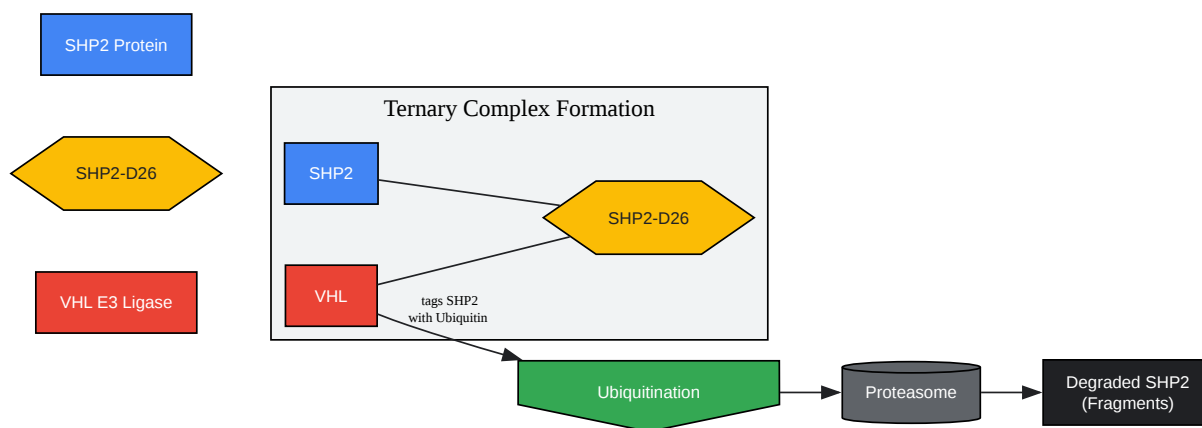 SHP2 Protein
SHP2-D26
VHL E3 Ligase
Ternary Complex Formation
SHP2
SHP2-D26
VHL
tags SHP2
with Ubiquitin
Ubiquitination
Proteasome
Degraded SHP2
(Fragments)